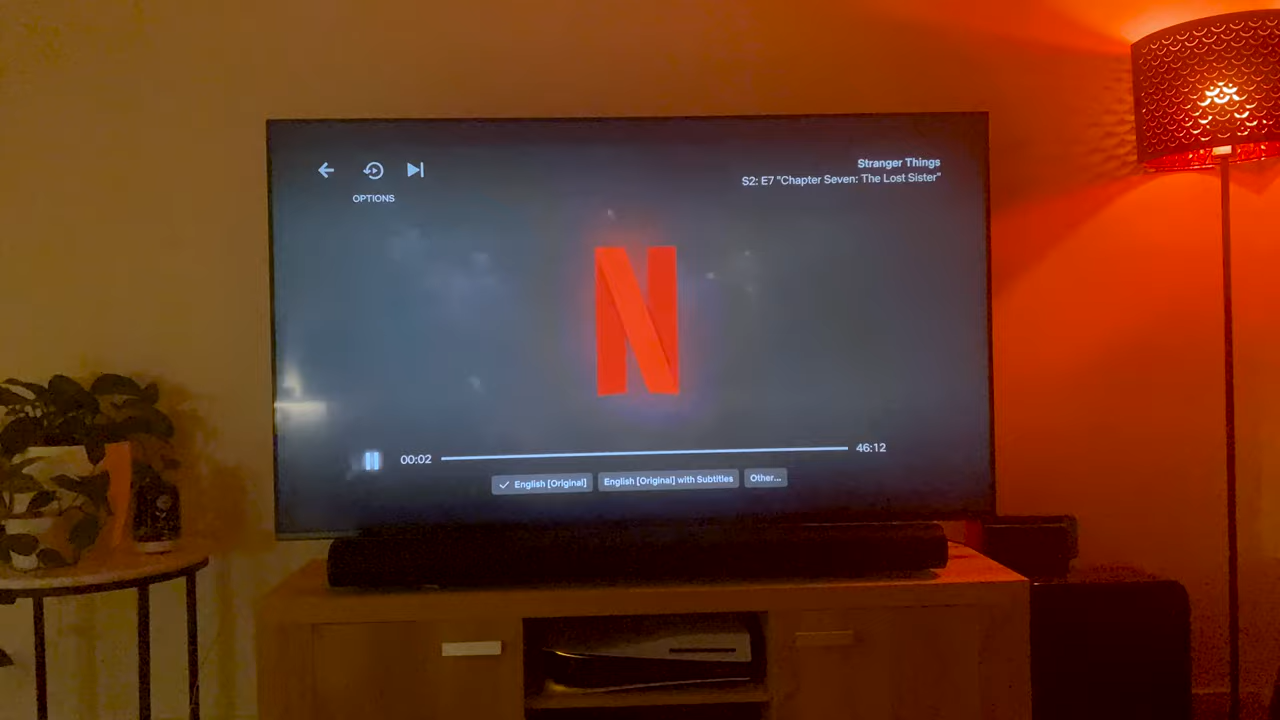 Stranger Things
S2: E7 "Chapter Seven: The Lost Sister"
OPTIONS
N
00:02
46:12
English [Original]
English [Original] with Subtitles
Other...